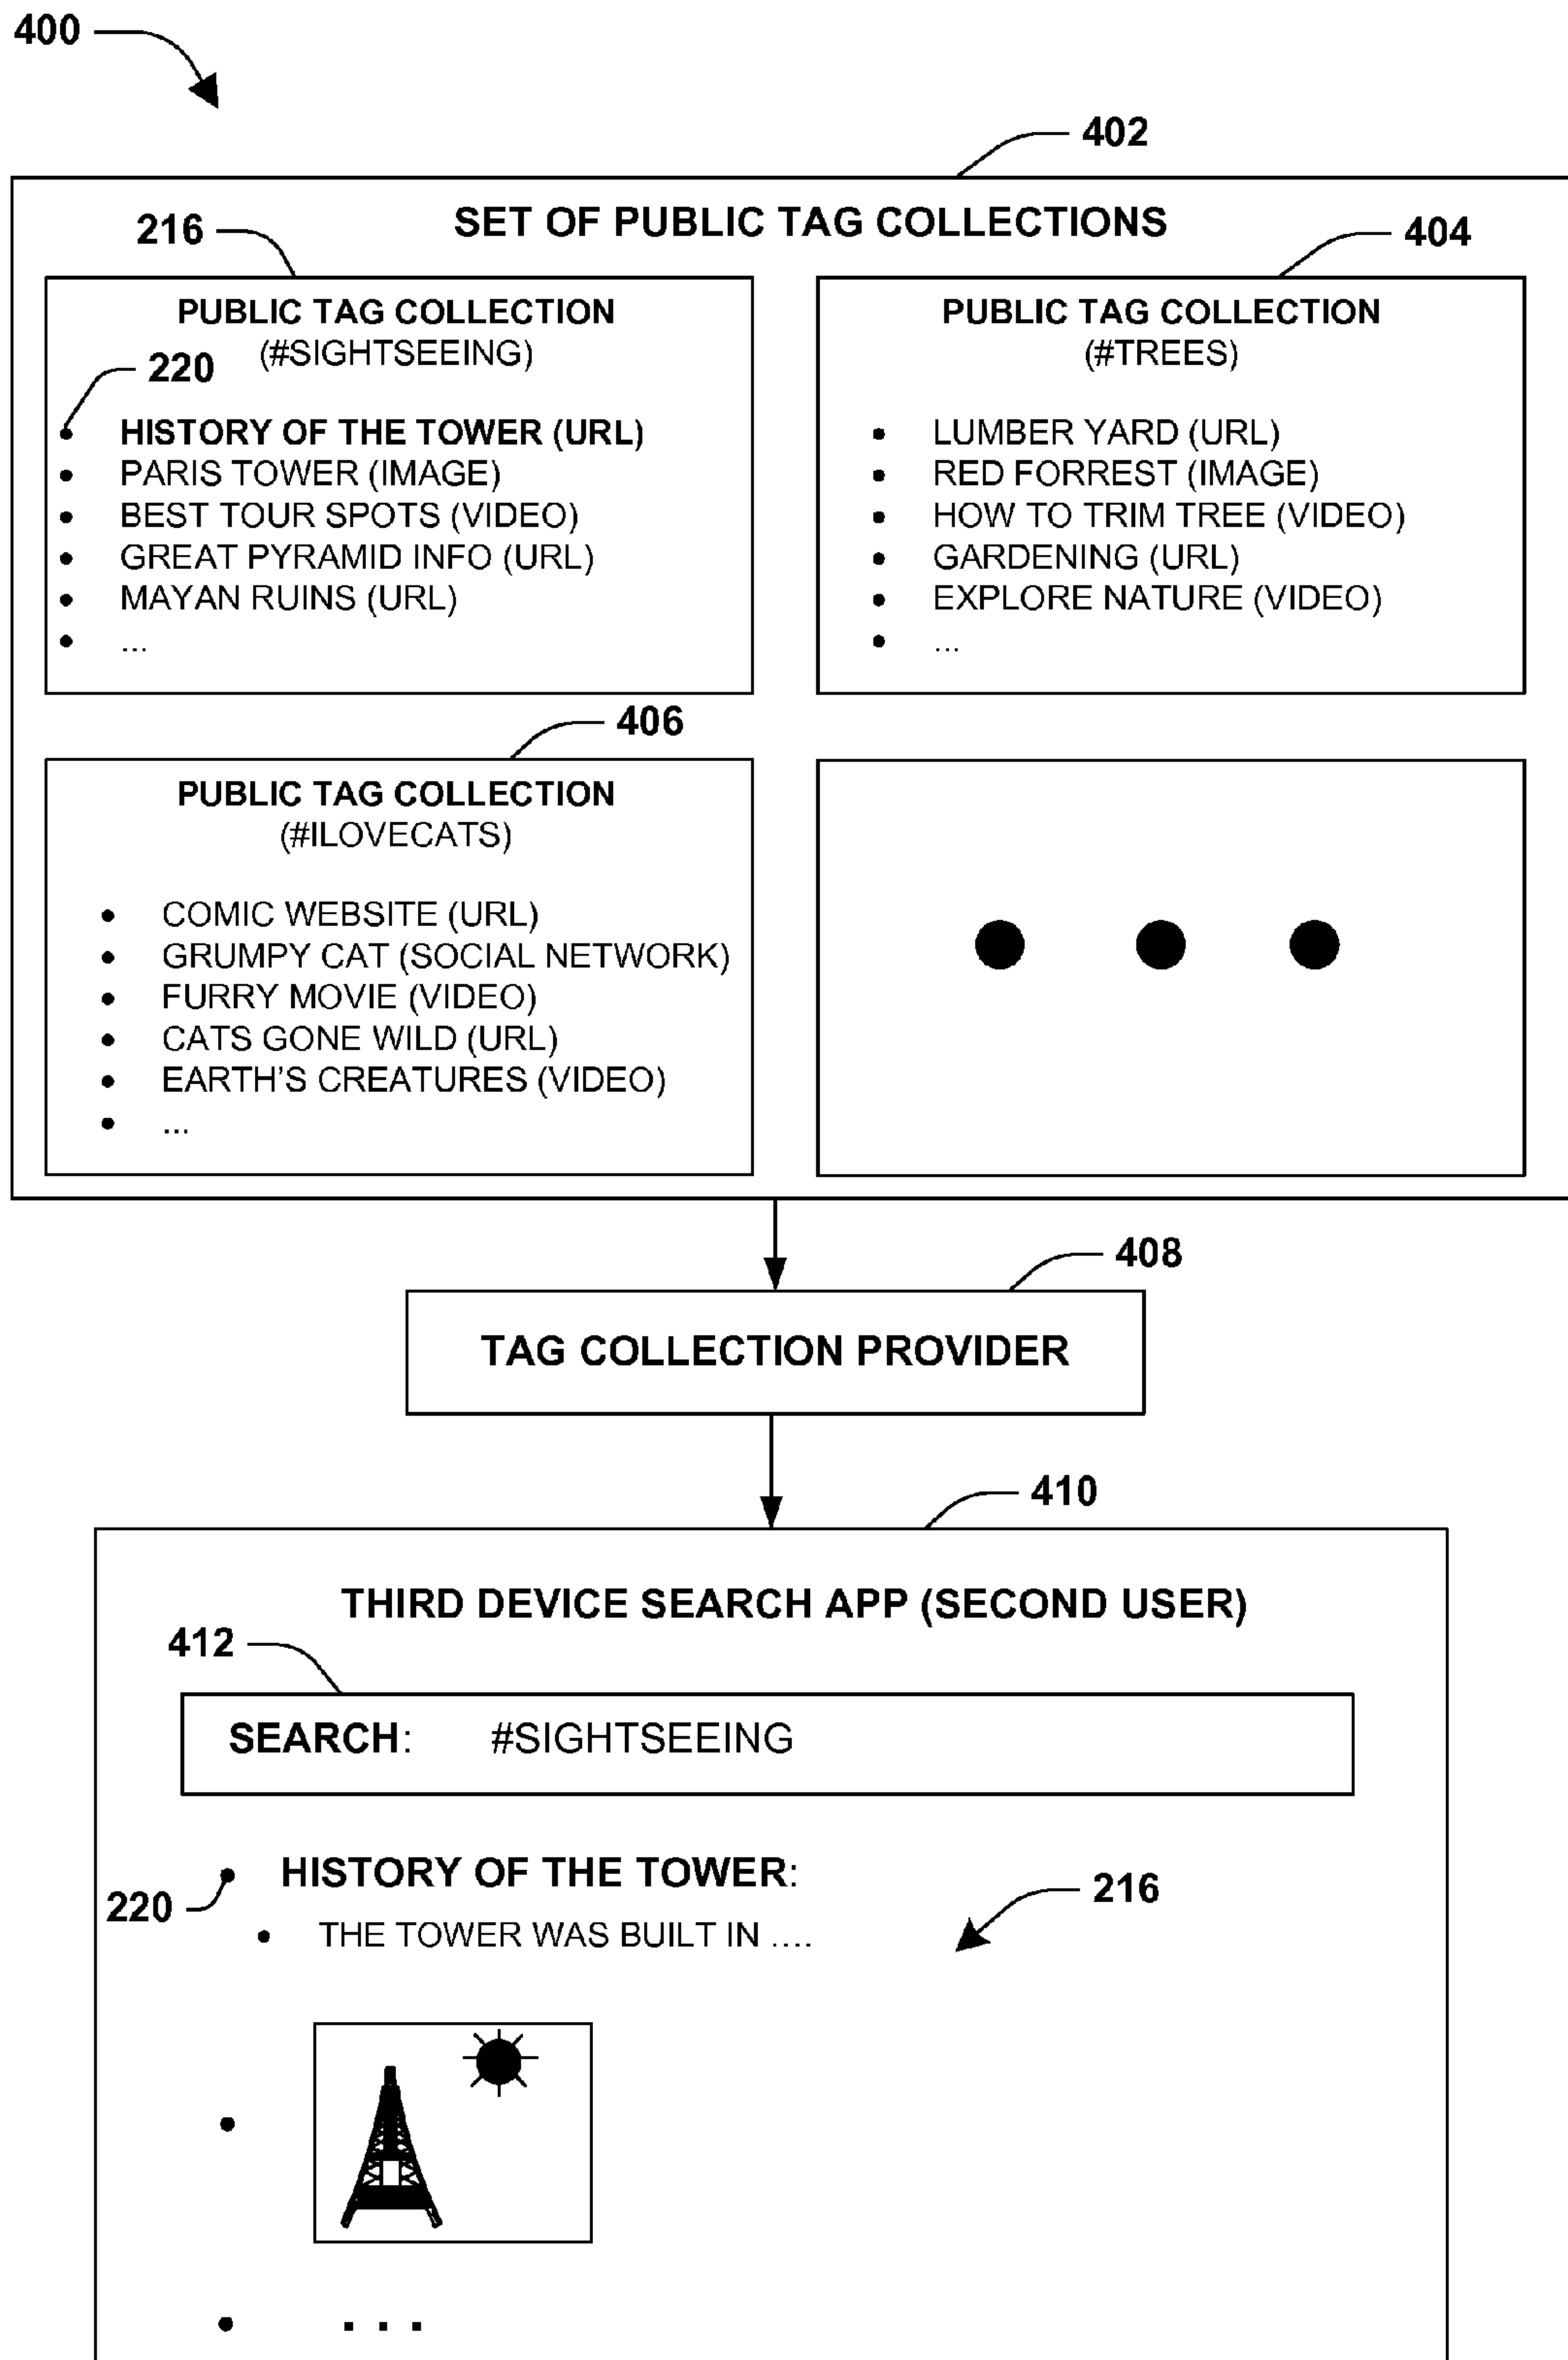 400
402
SET OF PUBLIC TAG COLLECTIONS
216
404
PUBLIC TAG COLLECTION
(#SIGHTSEEING)
220
• HISTORY OF THE TOWER (URL)
• PARIS TOWER (IMAGE)
• BEST TOUR SPOTS (VIDEO)
• GREAT PYRAMID INFO (URL)
• MAYAN RUINS (URL)
• ...
PUBLIC TAG COLLECTION
(#TREES)
• LUMBER YARD (URL)
• RED FORREST (IMAGE)
• HOW TO TRIM TREE (VIDEO)
• GARDENING (URL)
• EXPLORE NATURE (VIDEO)
• ...
406
PUBLIC TAG COLLECTION
(#ILOVECATS)
• COMIC WEBSITE (URL)
• GRUMPY CAT (SOCIAL NETWORK)
• FURRY MOVIE (VIDEO)
• CATS GONE WILD (URL)
• EARTH'S CREATURES (VIDEO)
• ...
408
TAG COLLECTION PROVIDER
410
THIRD DEVICE SEARCH APP (SECOND USER)
412
SEARCH: #SIGHTSEEING
• HISTORY OF THE TOWER:
220
216
• THE TOWER WAS BUILT IN ....
• ...